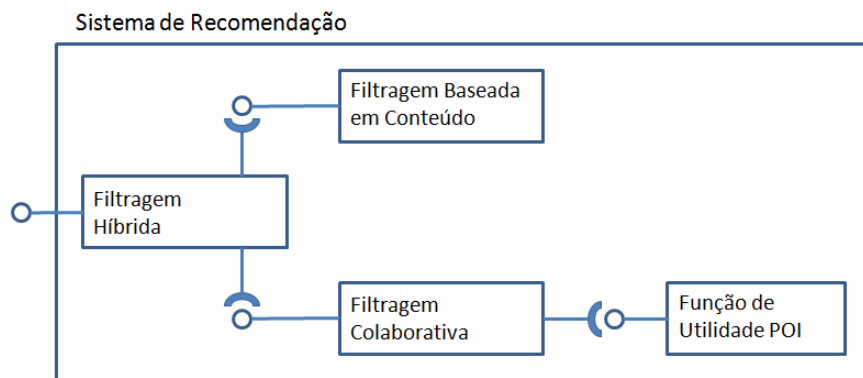 Sistema de Recomendação
Filtragem Baseada
em Conteúdo
Filtragem
Híbrida
Filtragem
Colaborativa
Função de
Utilidade POI